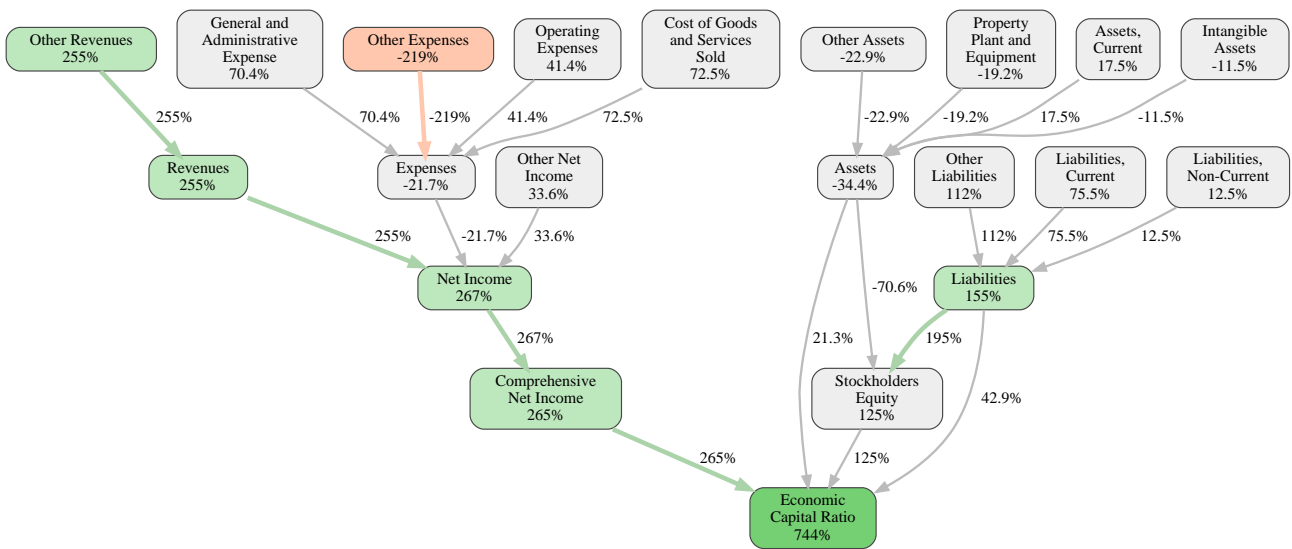 Other Revenues
255%
General and
Administrative
Expense
70.4%
Other Expenses
-219%
Operating
Expenses
41.4%
Cost of Goods
and Services
Sold
72.5%
Other Assets
-22.9%
Property
Plant and
Equipment
-19.2%
Assets,
Current
17.5%
Intangible
Assets
-11.5%
255%
70.4%
-219%
41.4%
72.5%
-22.9%
-19.2%
17.5%
-11.5%
Revenues
255%
Expenses
-21.7%
Other Net
Income
33.6%
Assets
-34.4%
Other
Liabilities
112%
Liabilities,
Current
75.5%
Liabilities,
Non-Current
12.5%
255%
-21.7%
33.6%
112%
75.5%
12.5%
Net Income
267%
-70.6%
Liabilities
155%
267%
21.3%
195%
Comprehensive
Net Income
265%
Stockholders
Equity
125%
42.9%
265%
125%
Economic
Capital Ratio
744%